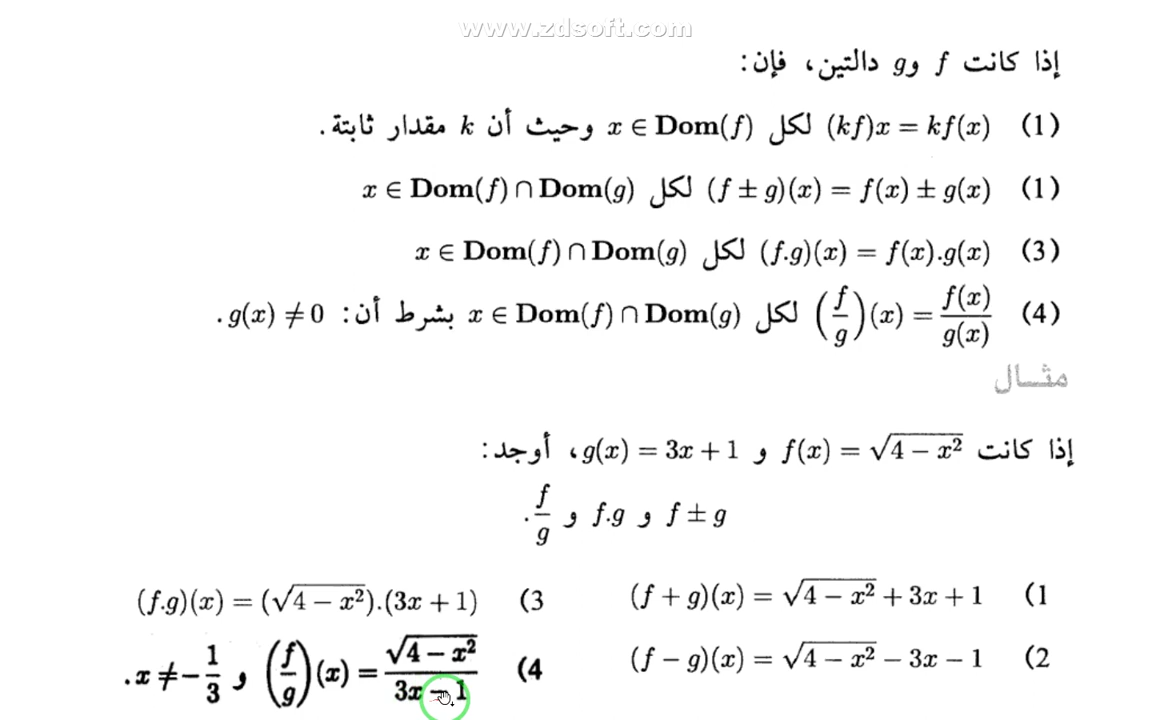 www.zdsoft.com
إذا كانت f و g دالتين، فإن:
(1) (kf)x = kf(x) لكل x ∈ Dom(f) وحيث أن k مقدار ثابتة.
(1) (f ± g)(x) = f(x) ± g(x) لكل x ∈ Dom(f) ∩ Dom(g)
(3) (f.g)(x) = f(x).g(x) لكل x ∈ Dom(f) ∩ Dom(g)
(4) (f/g)(x) = f(x)/g(x) لكل x ∈ Dom(f) ∩ Dom(g) بشرط أن: g(x) ≠ 0.
مثـــال
إذا كانت f(x) = √(4 − x²) و g(x) = 3x + 1، أوجد:
f ± g و f.g و f/g.
(1 (f + g)(x) = √(4 − x²) + 3x + 1
(2 (f − g)(x) = √(4 − x²) − 3x − 1
(3 (f.g)(x) = (√(4 − x²)).(3x + 1)
(4 (f/g)(x) = √(4 − x²)/(3x − 1) و x ≠ −1/3.